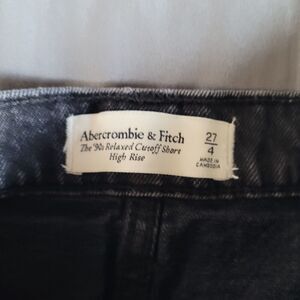 Abercrombie & Fitch
The '90s Relaxed Cutoff Short
High Rise
27
4
MADE IN
CAMBODIA